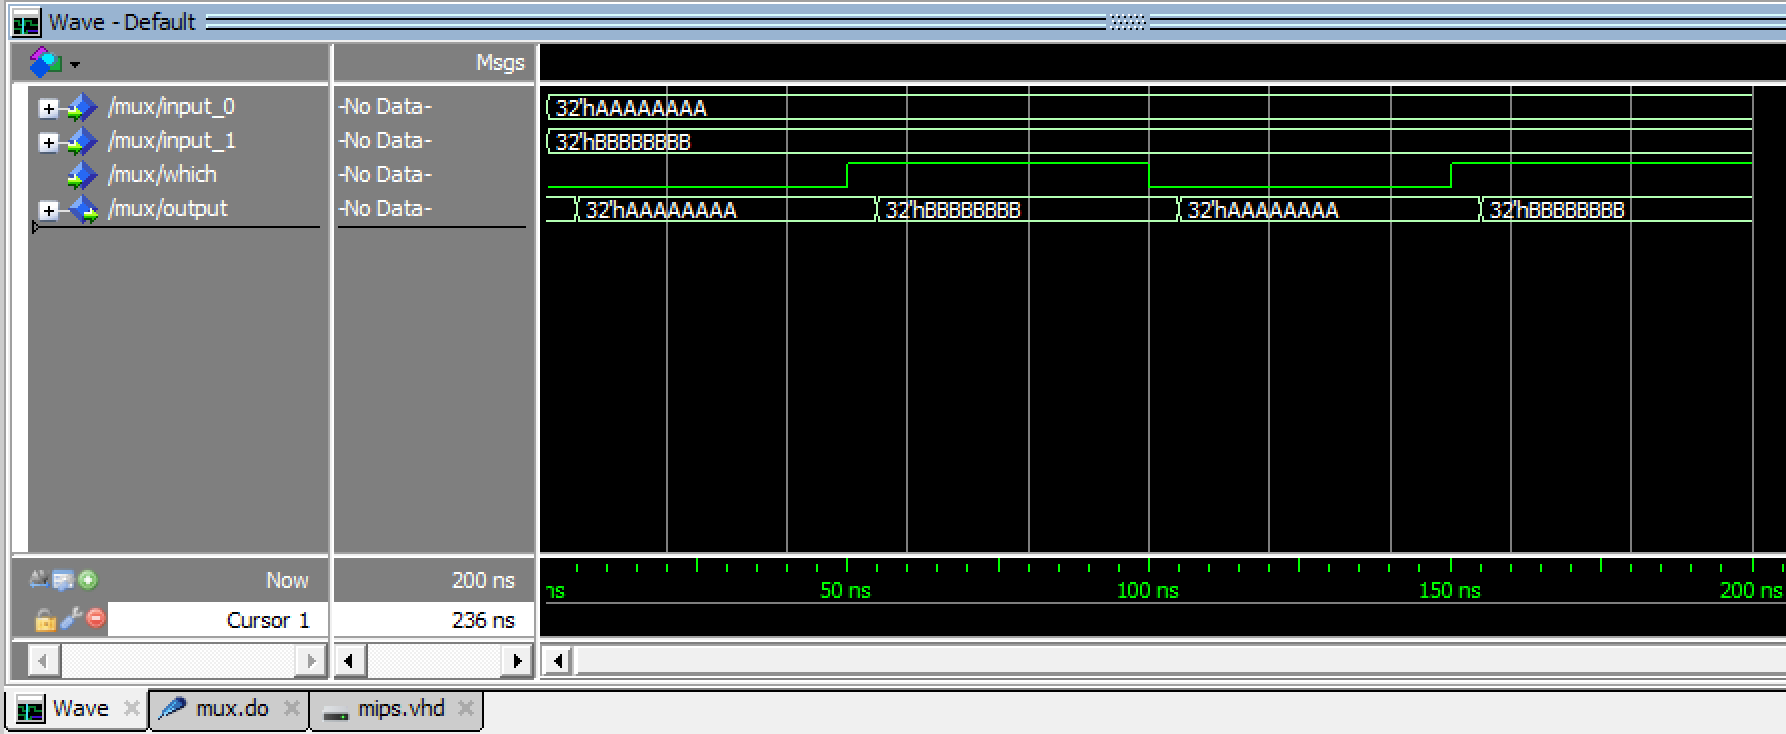 Wave - Default
Msgs
/mux/input_0 -No Data- 32'hAAAAAAAA
/mux/input_1 -No Data- 32'hBBBBBBBB
/mux/which -No Data-
/mux/output -No Data- 32'hAAAAAAAA 32'hBBBBBBBB 32'hAAAAAAAA 32'hBBBBBBBB
Now 200 ns ns 50 ns 100 ns 150 ns 200 ns
Cursor 1 236 ns
Wave mux.do mips.vhd